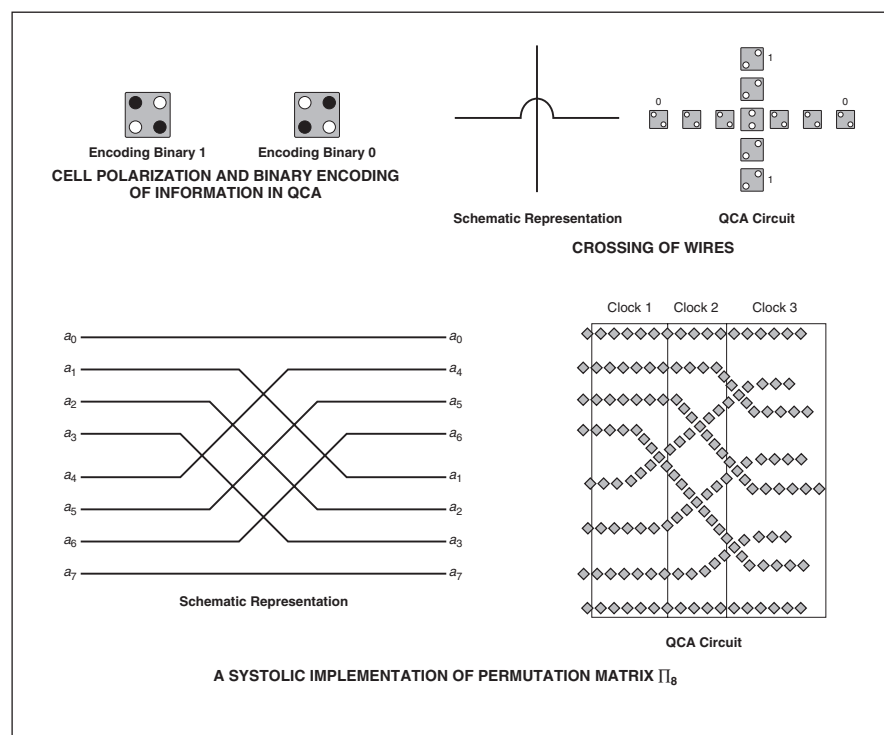 Encoding Binary 1
Encoding Binary 0
CELL POLARIZATION AND BINARY ENCODING
OF INFORMATION IN QCA
1
0
0
1
Schematic Representation
QCA Circuit
CROSSING OF WIRES
a₀
a₁
a₂
a₃
a₄
a₅
a₆
a₇
a₀
a₄
a₅
a₆
a₁
a₂
a₃
a₇
Schematic Representation
Clock 1
Clock 2
Clock 3
QCA Circuit
A SYSTOLIC IMPLEMENTATION OF PERMUTATION MATRIX Π₈